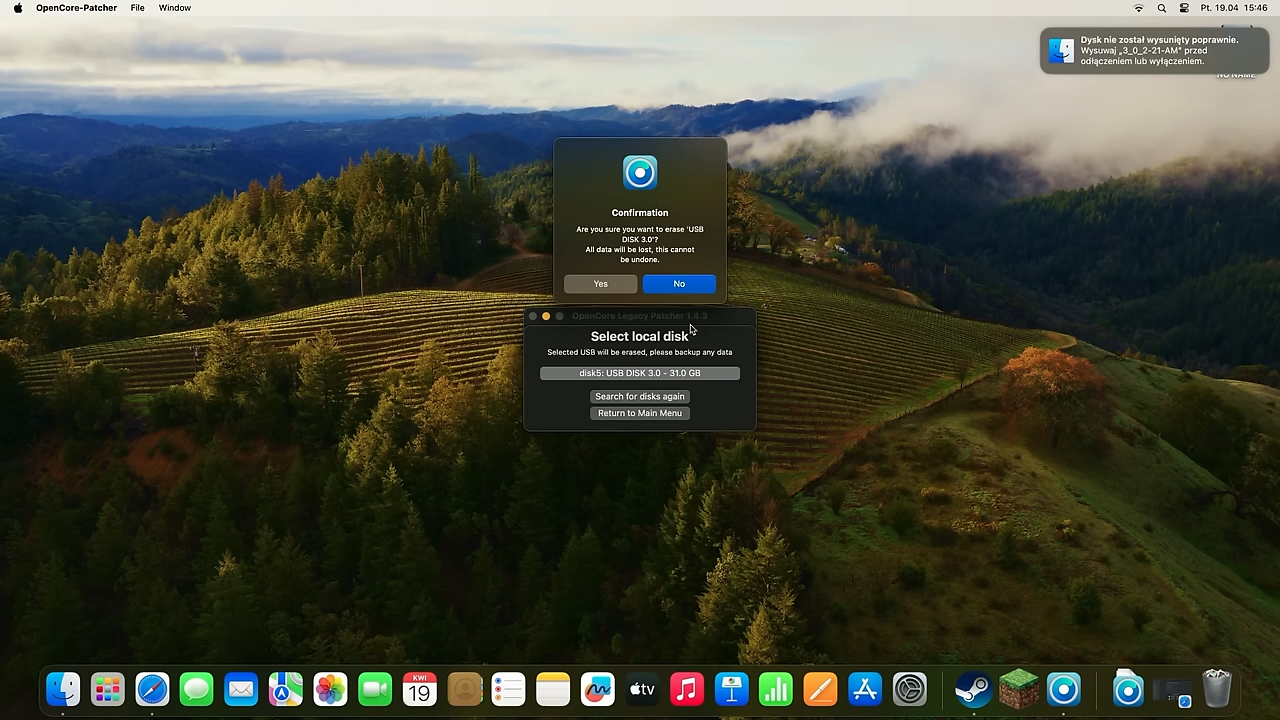 OpenCore-Patcher File Window Pt. 19.04 15:46
Dysk nie został wysunięty poprawnie.
Wysuwaj „3_0_2-21-AM” przed
odłączeniem lub wyłączeniem.
NO NAME
Confirmation
Are you sure you want to erase 'USB
DISK 3.0'?
All data will be lost, this cannot
be undone.
Yes No
OpenCore Legacy Patcher 1.4.3
Select local disk
Selected USB will be erased, please backup any data
disk5: USB DISK 3.0 - 31.0 GB
Search for disks again
Return to Main Menu
KWI
19
tv